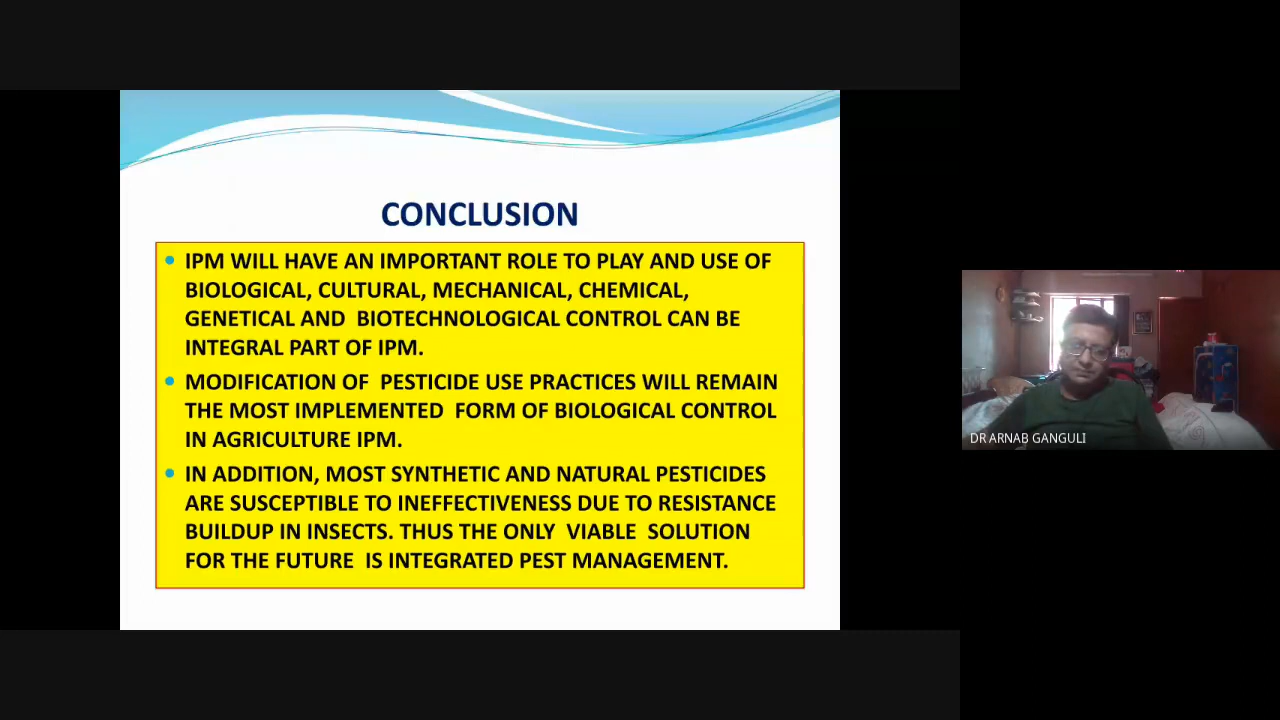 CONCLUSION
IPM WILL HAVE AN IMPORTANT ROLE TO PLAY AND USE OF
BIOLOGICAL, CULTURAL, MECHANICAL, CHEMICAL,
GENETICAL AND BIOTECHNOLOGICAL CONTROL CAN BE
INTEGRAL PART OF IPM.
MODIFICATION OF PESTICIDE USE PRACTICES WILL REMAIN
THE MOST IMPLEMENTED FORM OF BIOLOGICAL CONTROL
IN AGRICULTURE IPM.
IN ADDITION, MOST SYNTHETIC AND NATURAL PESTICIDES
ARE SUSCEPTIBLE TO INEFFECTIVENESS DUE TO RESISTANCE
BUILDUP IN INSECTS. THUS THE ONLY VIABLE SOLUTION
FOR THE FUTURE IS INTEGRATED PEST MANAGEMENT.
DR ARNAB GANGULI